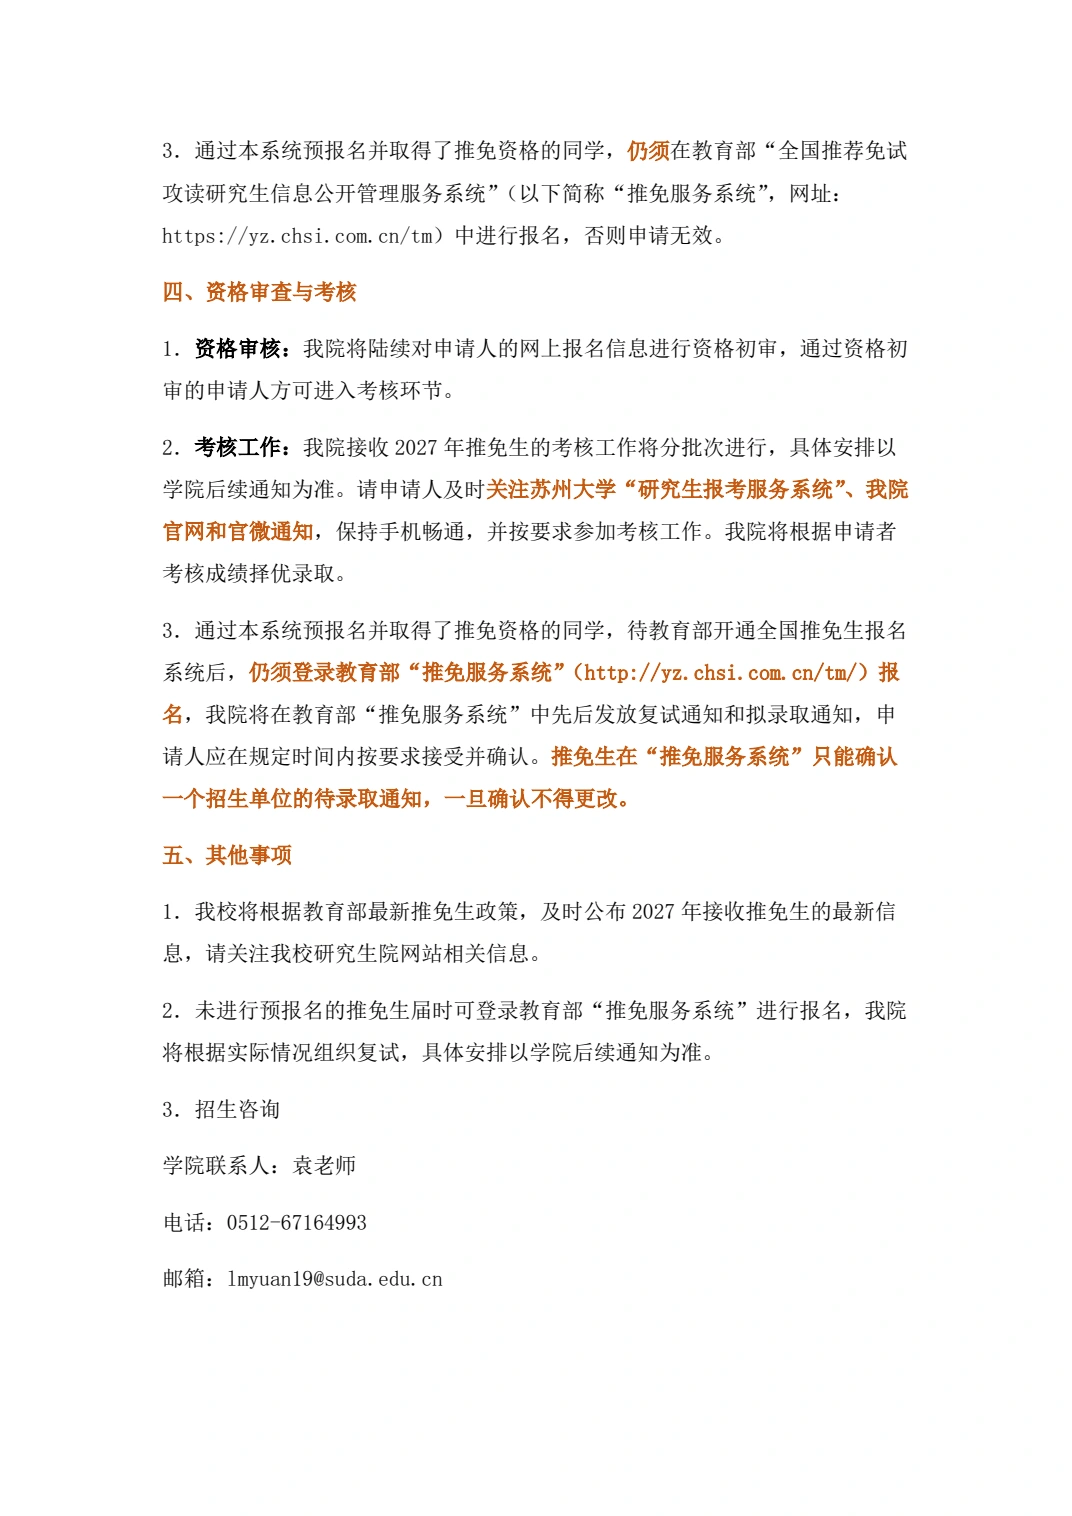 3. 通过本系统预报名并取得了推免资格的同学，仍须在教育部“全国推荐免试
攻读研究生信息公开管理服务系统”（以下简称“推免服务系统”，网址：
https://yz.chsi.com.cn/tm）中进行报名，否则申请无效。
四、资格审查与考核
1. 资格审核：我院将陆续对申请人的网上报名信息进行资格初审，通过资格初
审的申请人方可进入考核环节。
2. 考核工作：我院接收 2027 年推免生的考核工作将分批次进行，具体安排以
学院后续通知为准。请申请人及时关注苏州大学“研究生报考服务系统”、我院
官网和官微通知，保持手机畅通，并按要求参加考核工作。我院将根据申请者
考核成绩择优录取。
3. 通过本系统预报名并取得了推免资格的同学，待教育部开通全国推免生报名
系统后，仍须登录教育部“推免服务系统”（http://yz.chsi.com.cn/tm/）报
名，我院将在教育部“推免服务系统”中先后发放复试通知和拟录取通知，申
请人应在规定时间内按要求接受并确认。推免生在“推免服务系统”只能确认
一个招生单位的待录取通知，一旦确认不得更改。
五、其他事项
1. 我校将根据教育部最新推免生政策，及时公布 2027 年接收推免生的最新信
息，请关注我校研究生院网站相关信息。
2. 未进行预报名的推免生届时可登录教育部“推免服务系统”进行报名，我院
将根据实际情况组织复试，具体安排以学院后续通知为准。
3. 招生咨询
学院联系人：袁老师
电话：0512-67164993
邮箱：lmyuan19@suda.edu.cn